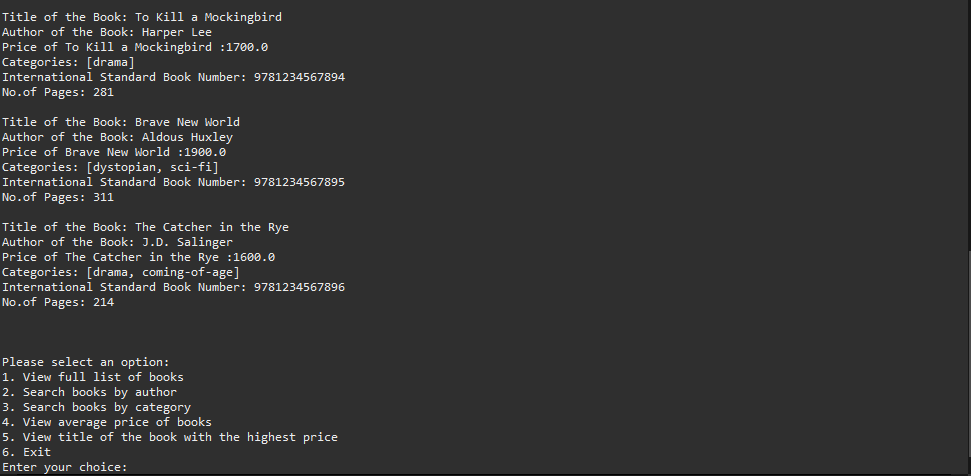 Title of the Book: To Kill a Mockingbird
Author of the Book: Harper Lee
Price of To Kill a Mockingbird :1700.0
Categories: [drama]
International Standard Book Number: 9781234567894
No.of Pages: 281
Title of the Book: Brave New World
Author of the Book: Aldous Huxley
Price of Brave New World :1900.0
Categories: [dystopian, sci-fi]
International Standard Book Number: 9781234567895
No.of Pages: 311
Title of the Book: The Catcher in the Rye
Author of the Book: J.D. Salinger
Price of The Catcher in the Rye :1600.0
Categories: [drama, coming-of-age]
International Standard Book Number: 9781234567896
No.of Pages: 214
Please select an option:
1. View full list of books
2. Search books by author
3. Search books by category
4. View average price of books
5. View title of the book with the highest price
6. Exit
Enter your choice: